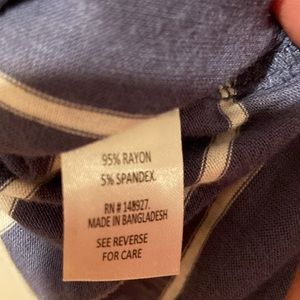 95% RAYON
5% SPANDEX.
RN # 148927.
MADE IN BANGLADESH
SEE REVERSE
FOR CARE